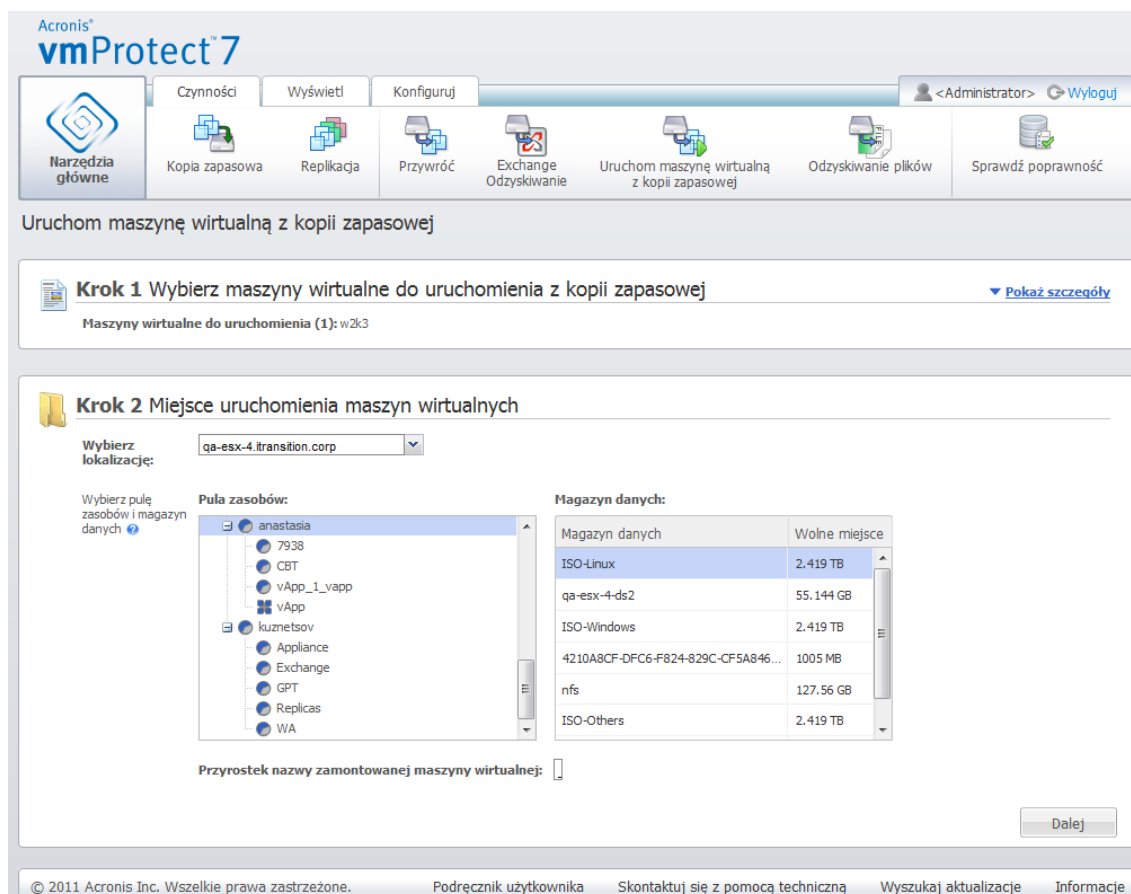 Acronis®
vmProtect™7
Czynności Wyświetl Konfiguruj <Administrator> Wyloguj
Narzędzia główne
Kopia zapasowa
Replikacja
Przywróć
Exchange Odzyskiwanie
Uruchom maszynę wirtualną z kopii zapasowej
Odzyskiwanie plików
Sprawdź poprawność
Uruchom maszynę wirtualną z kopii zapasowej
Krok 1 Wybierz maszyny wirtualne do uruchomienia z kopii zapasowej
Pokaż szczegóły
Maszyny wirtualne do uruchomienia (1): w2k3
Krok 2 Miejsce uruchomienia maszyn wirtualnych
Wybierz lokalizację: qa-esx-4.itransition.corp
Wybierz pulę zasobów i magazyn danych
Pula zasobów:
anastasia
7938
CBT
vApp_1_vapp
vApp
kuznetsov
Appliance
Exchange
GPT
Replicas
WA
Magazyn danych:
Magazyn danych Wolne miejsce
ISO-Linux 2.419 TB
qa-esx-4-ds2 55.144 GB
ISO-Windows 2.419 TB
4210A8CF-DFC6-F824-829C-CF5A846... 1005 MB
nfs 127.56 GB
ISO-Others 2.419 TB
Przyrostek nazwy zamontowanej maszyny wirtualnej: _
Dalej
© 2011 Acronis Inc. Wszelkie prawa zastrzeżone. Podręcznik użytkownika Skontaktuj się z pomocą techniczną Wyszukaj aktualizacje Informacje